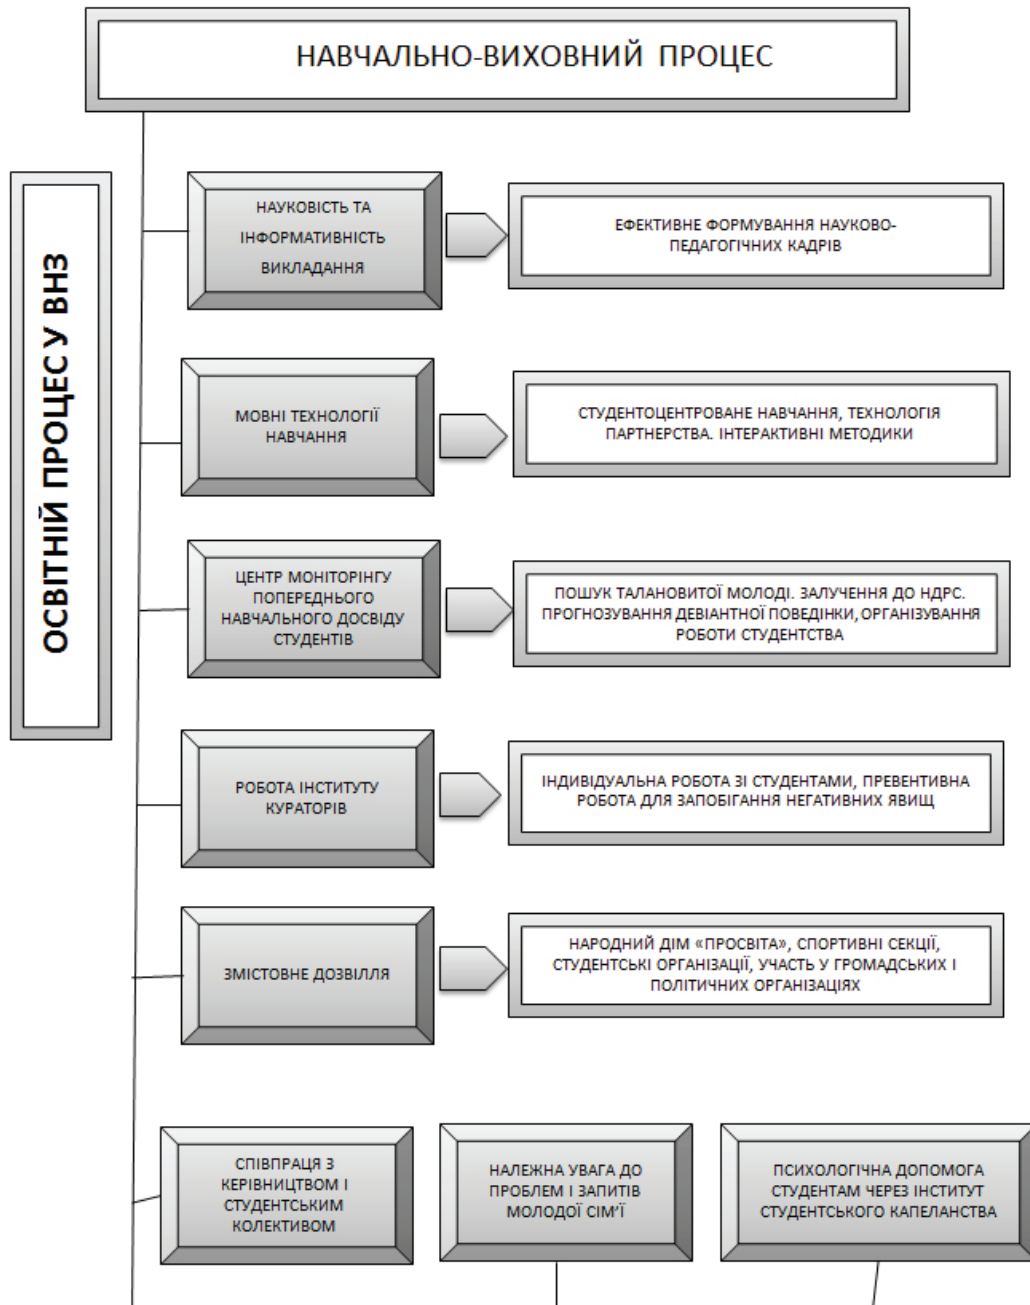 НАВЧАЛЬНО-ВИХОВНИЙ ПРОЦЕС
ОСВІТНІЙ ПРОЦЕС У ВНЗ
НАУКОВІСТЬ ТА
ІНФОРМАТИВНІСТЬ
ВИКЛАДАННЯ
ЕФЕКТИВНЕ ФОРМУВАННЯ НАУКОВО-
ПЕДАГОГІЧНИХ КАДРІВ
МОВНІ ТЕХНОЛОГІЇ
НАВЧАННЯ
СТУДЕНТОЦЕНТРОВАНЕ НАВЧАННЯ, ТЕХНОЛОГІЯ
ПАРТНЕРСТВА. ІНТЕРАКТИВНІ МЕТОДИКИ
ЦЕНТР МОНІТОРІНГУ
ПОПЕРЕДНЬОГО
НАВЧАЛЬНОГО ДОСВІДУ
СТУДЕНТІВ
ПОШУК ТАЛАНОВИТОЇ МОЛОДІ. ЗАЛУЧЕННЯ ДО НДРС.
ПРОГНОЗУВАННЯ ДЕВІАНТНОЇ ПОВЕДІНКИ, ОРГАНІЗУВАННЯ
РОБОТИ СТУДЕНТСТВА
РОБОТА ІНСТИТУТУ
КУРАТОРІВ
ІНДИВІДУАЛЬНА РОБОТА ЗІ СТУДЕНТАМИ, ПРЕВЕНТИВНА
РОБОТА ДЛЯ ЗАПОБІГАННЯ НЕГАТИВНИХ ЯВИЩ
ЗМІСТОВНЕ ДОЗВІЛЛЯ
НАРОДНИЙ ДІМ «ПРОСВІТА», СПОРТИВНІ СЕКЦІЇ,
СТУДЕНТСЬКІ ОРГАНІЗАЦІЇ, УЧАСТЬ У ГРОМАДСЬКИХ І
ПОЛІТИЧНИХ ОРГАНІЗАЦІЯХ
СПІВПРАЦЯ З
КЕРІВНИЦТВОМ І
СТУДЕНТСЬКИМ
КОЛЕКТИВОМ
НАЛЕЖНА УВАГА ДО
ПРОБЛЕМ І ЗАПИТІВ
МОЛОДОЇ СІМ'Ї
ПСИХОЛОГІЧНА ДОПОМОГА
СТУДЕНТАМ ЧЕРЕЗ ІНСТИТУТ
СТУДЕНТСЬКОГО КАПЕЛАНСТВА